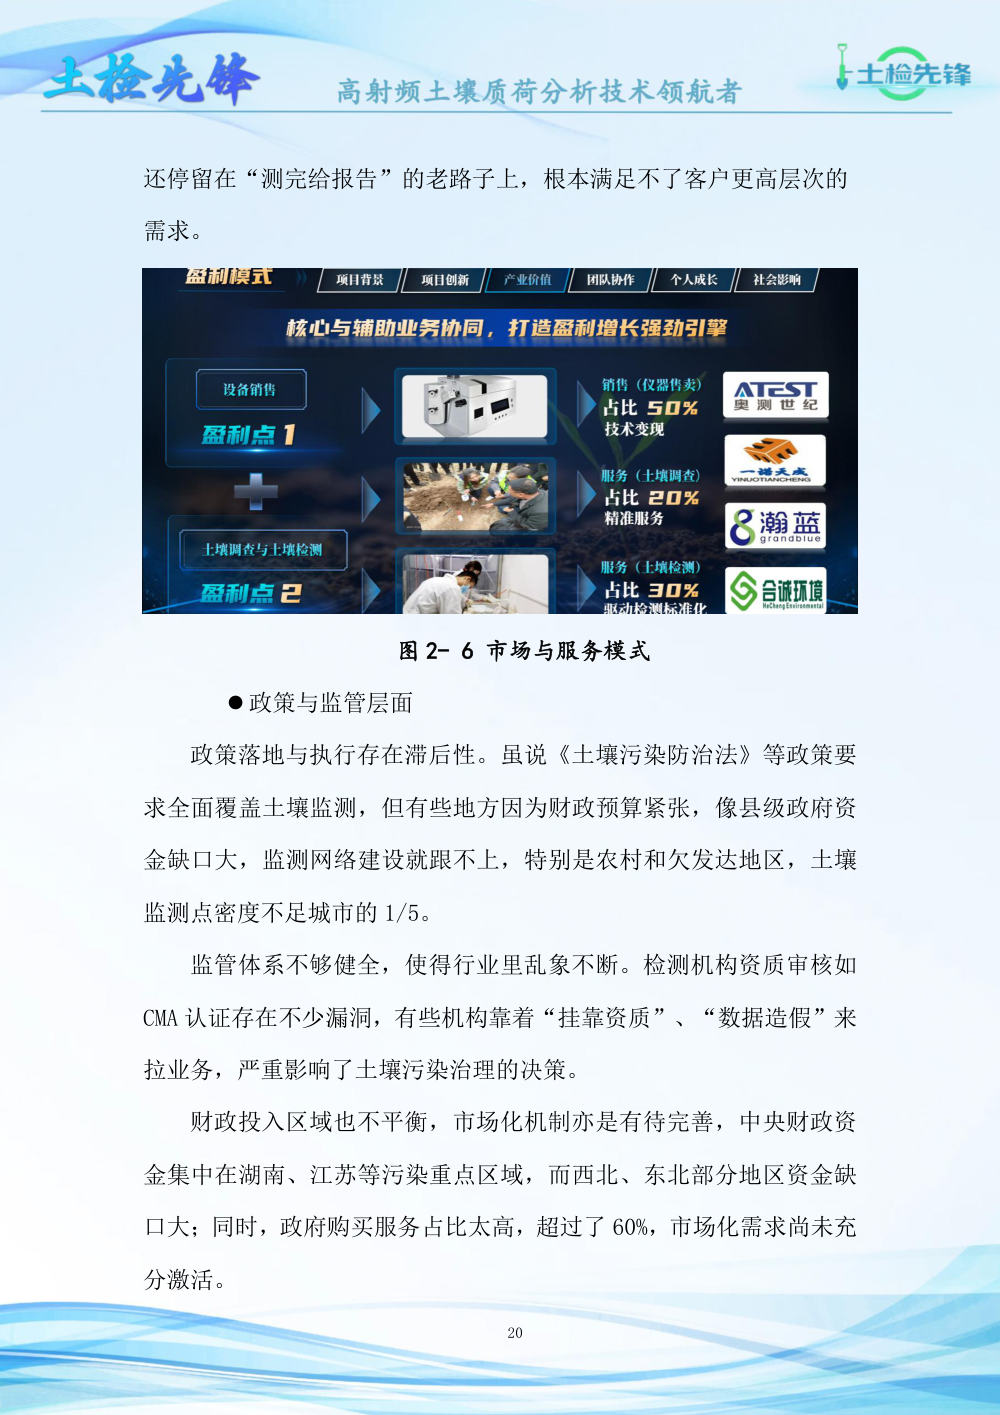 土检先锋
高射频土壤质荷分析技术领航者
土检先锋
还停留在“测完给报告”的老路子上，根本满足不了客户更高层次的
需求。
盈利模式
项目背景 项目创新 产业价值 团队协作 个人成长 社会影响
核心与辅助业务协同，打造盈利增长强劲引擎
设备销售
盈利点 1
销售（仪器售卖）
占比 50%
技术变现
ATEST
奥测世纪
一诺天成
YINUOTIANCHENG
服务（土壤调查）
占比 20%
精准服务
瀚蓝
grandblue
土壤调查与土壤检测
盈利点 2
服务（土壤检测）
占比 30%
驱动检测标准化
合诚环境
HeCheng Environmental
图 2- 6 市场与服务模式
●政策与监管层面
政策落地与执行存在滞后性。虽说《土壤污染防治法》等政策要
求全面覆盖土壤监测，但有些地方因为财政预算紧张，像县级政府资
金缺口大，监测网络建设就跟不上，特别是农村和欠发达地区，土壤
监测点密度不足城市的 1/5。
监管体系不够健全，使得行业里乱象不断。检测机构资质审核如
CMA 认证存在不少漏洞，有些机构靠着“挂靠资质”、“数据造假”来
拉业务，严重影响了土壤污染治理的决策。
财政投入区域也不平衡，市场化机制亦是有待完善，中央财政资
金集中在湖南、江苏等污染重点区域，而西北、东北部分地区资金缺
口大；同时，政府购买服务占比太高，超过了 60%，市场化需求尚未充
分激活。
20